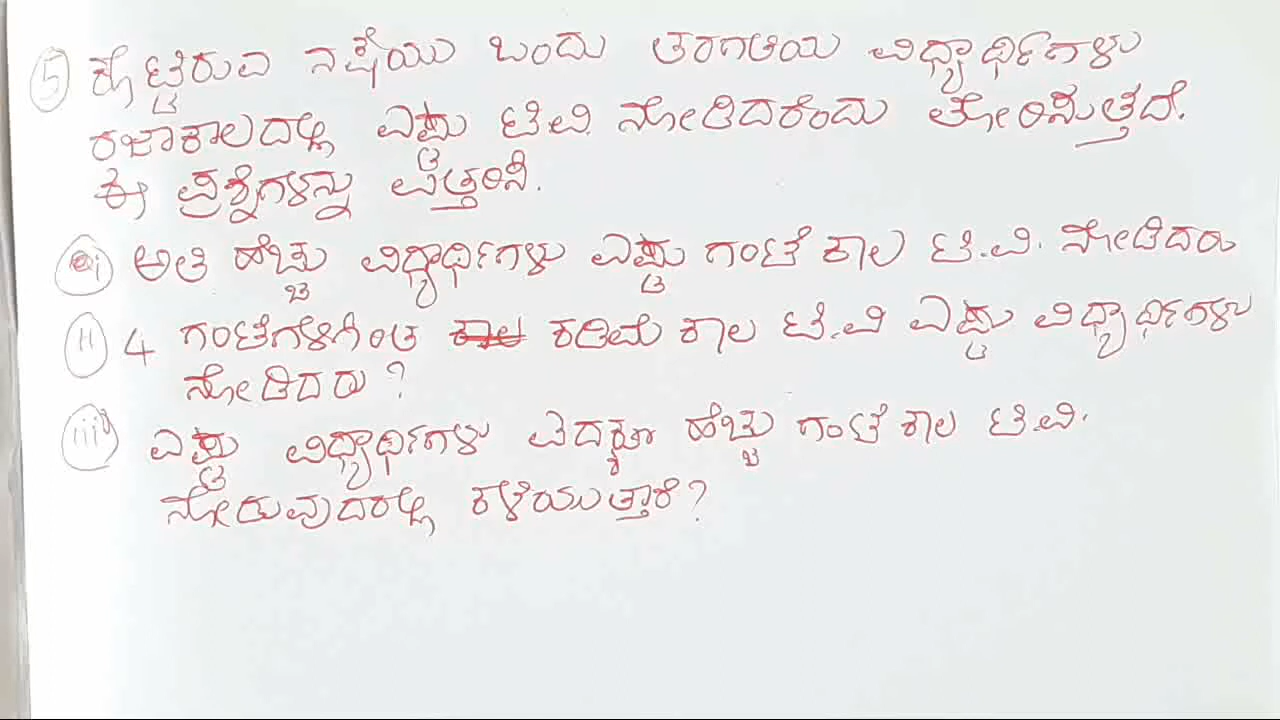 ⑤ ಕೊಟ್ಟಿರುವ ನಕ್ಷೆಯು ಒಂದು ತರಗತಿಯ ವಿದ್ಯಾರ್ಥಿಗಳು
ರಜಾಕಾಲದಲ್ಲಿ ಎಷ್ಟು ಟಿ.ವಿ. ನೋಡಿದರೆಂದು ತೋರಿಸುತ್ತದೆ.
ಈ ಪ್ರಶ್ನೆಗಳನ್ನು ಉತ್ತರಿಸಿ.
i ಅತಿ ಹೆಚ್ಚು ವಿದ್ಯಾರ್ಥಿಗಳು ಎಷ್ಟು ಗಂಟೆ ಕಾಲ ಟಿ.ವಿ. ನೋಡಿದರು
ii 4 ಗಂಟೆಗಳಿಗಿಂತ ಕಡಿಮೆ ಕಾಲ ಟಿ.ವಿ ಎಷ್ಟು ವಿದ್ಯಾರ್ಥಿಗಳು
ನೋಡಿದರು?
iii ಎಷ್ಟು ವಿದ್ಯಾರ್ಥಿಗಳು ಹೆಚ್ಚು ಗಂಟೆ ಕಾಲ ಟಿ.ವಿ.
ನೋಡುವುದರಲ್ಲಿ ಕಳೆಯುತ್ತಾರೆ?